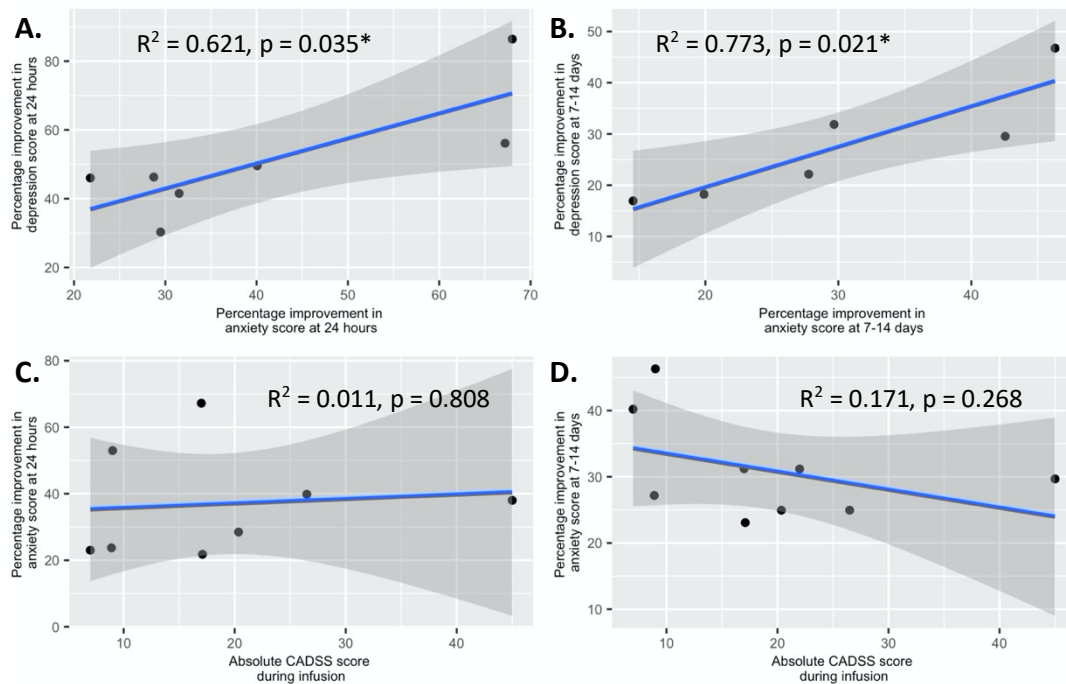 A.
R² = 0.621, p = 0.035*
Percentage improvement in
depression score at 24 hours
80
60
40
20
20 30 40 50 60 70
Percentage improvement in
anxiety score at 24 hours
B.
R² = 0.773, p = 0.021*
Percentage improvement in
depression score at 7-14 days
50
40
30
20
10
20 30 40
Percentage improvement in
anxiety score at 7-14 days
C.
R² = 0.011, p = 0.808
Percentage improvement in
anxiety score at 24 hours
80
60
40
20
0
10 20 30 40
Absolute CADSS score
during infusion
D.
R² = 0.171, p = 0.268
Percentage improvement in
anxiety score at 7-14 days
40
30
20
10
10 20 30 40
Absolute CADSS score
during infusion